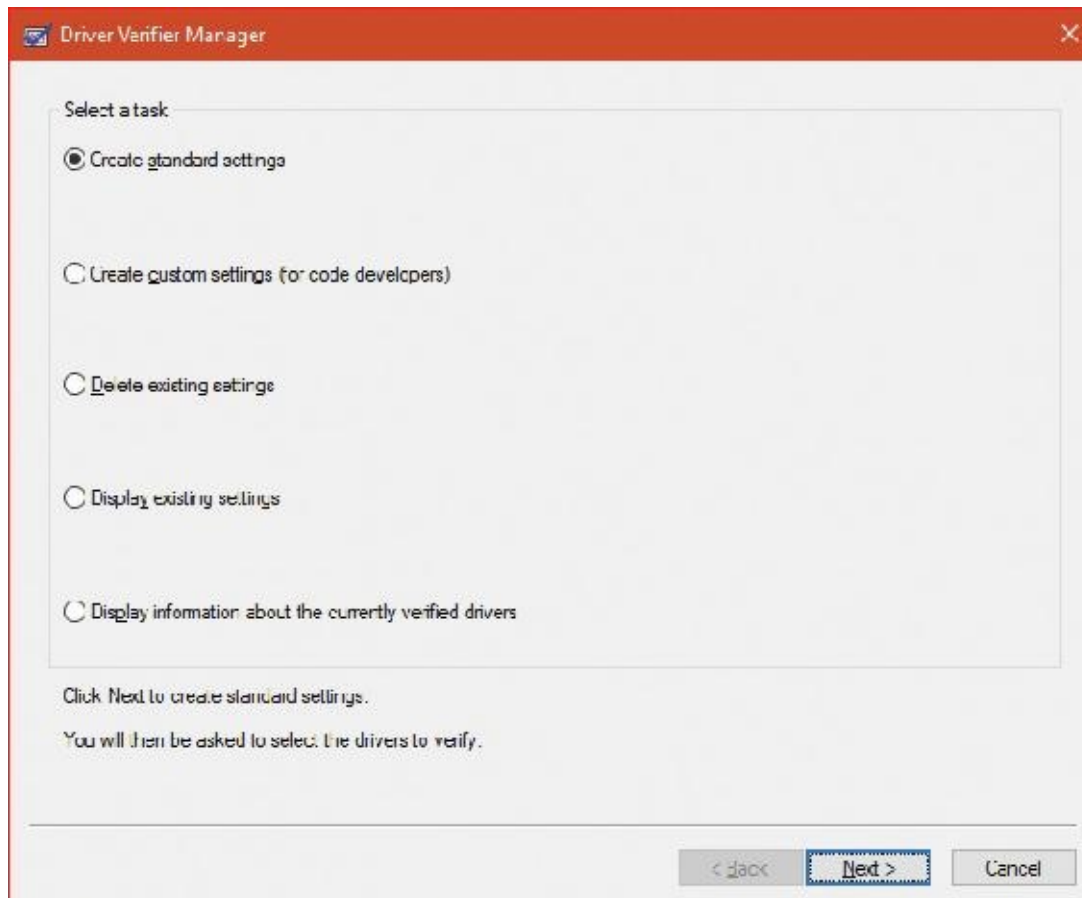 Driver Verifier Manager
Select a task
Create standard settings
Create custom settings (for code developers)
Delete existing settings
Display existing settings
Display information about the currently verified drivers
Click Next to create standard settings.
You will then be asked to select the drivers to verify.
< Back
Next >
Cancel